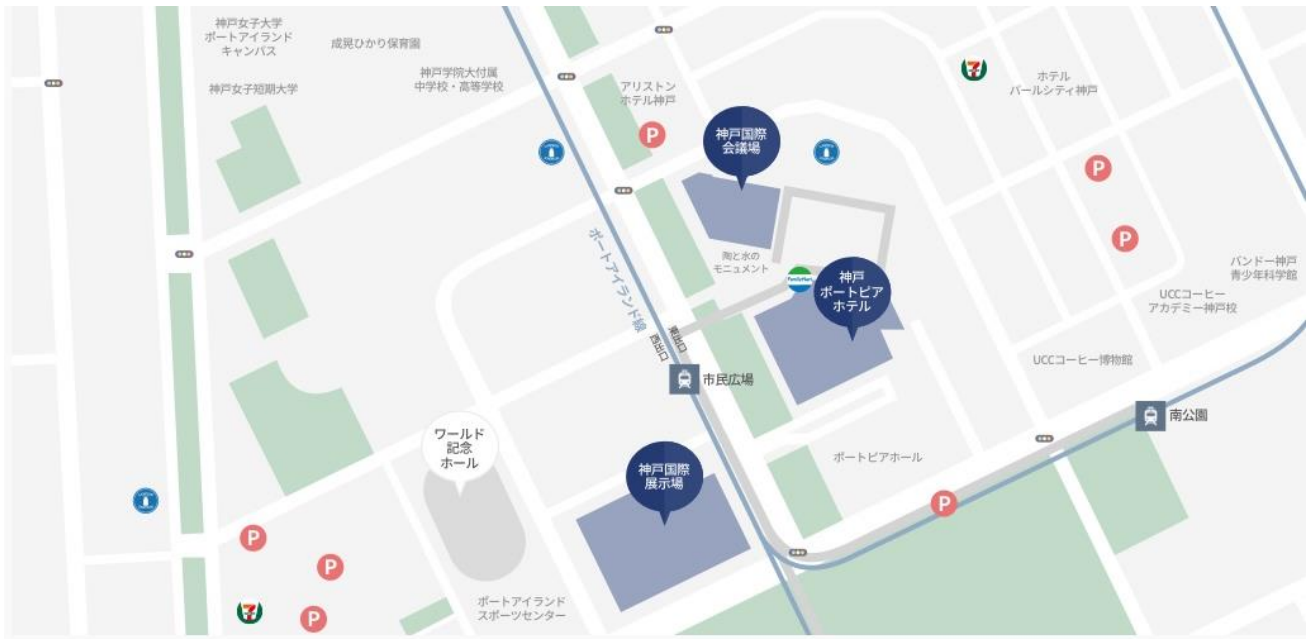 神戸女子大学
ポートアイランド
キャンパス
成晃ひかり保育園
神戸学院大付属
中学校・高等学校
神戸女子短期大学
アリストン
ホテル神戸
P
神戸国際
会議場
7
ホテル
パールシティ神戸
P
P
ポートアイランド線
陶と水の
モニュメント
FamilyMart
神戸
ポートピア
ホテル
バンドー神戸
青少年科学館
UCCコーヒー
アカデミー神戸校
UCCコーヒー博物館
東出口
西出口
市民広場
南公園
ワールド
記念
ホール
神戸国際
展示場
ポートピアホール
P
P
P
P
7
ポートアイランド
スポーツセンター